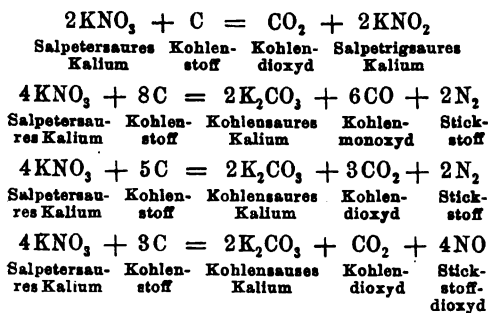 2KNO₃ + C = CO₂ + 2KNO₂
Salpetersaures Kohlen- Kohlen- Salpetrigsaures
Kalium stoff dioxyd Kalium
4KNO₃ + 8C = 2K₂CO₃ + 6CO + 2N₂
Salpetersau- Kohlen- Kohlensaures Kohlen- Stick-
res Kalium stoff Kalium monoxyd stoff
4KNO₃ + 5C = 2K₂CO₃ + 3CO₂ + 2N₂
Salpetersau- Kohlen- Kohlensaures Kohlen- Stick-
res Kalium stoff Kalium dioxyd stoff
4KNO₃ + 3C = 2K₂CO₃ + CO₂ + 4NO
Salpetersau- Kohlen- Kohlensauses Kohlen- Stick-
res Kalium stoff Kalium dioxyd stoff-
dioxyd